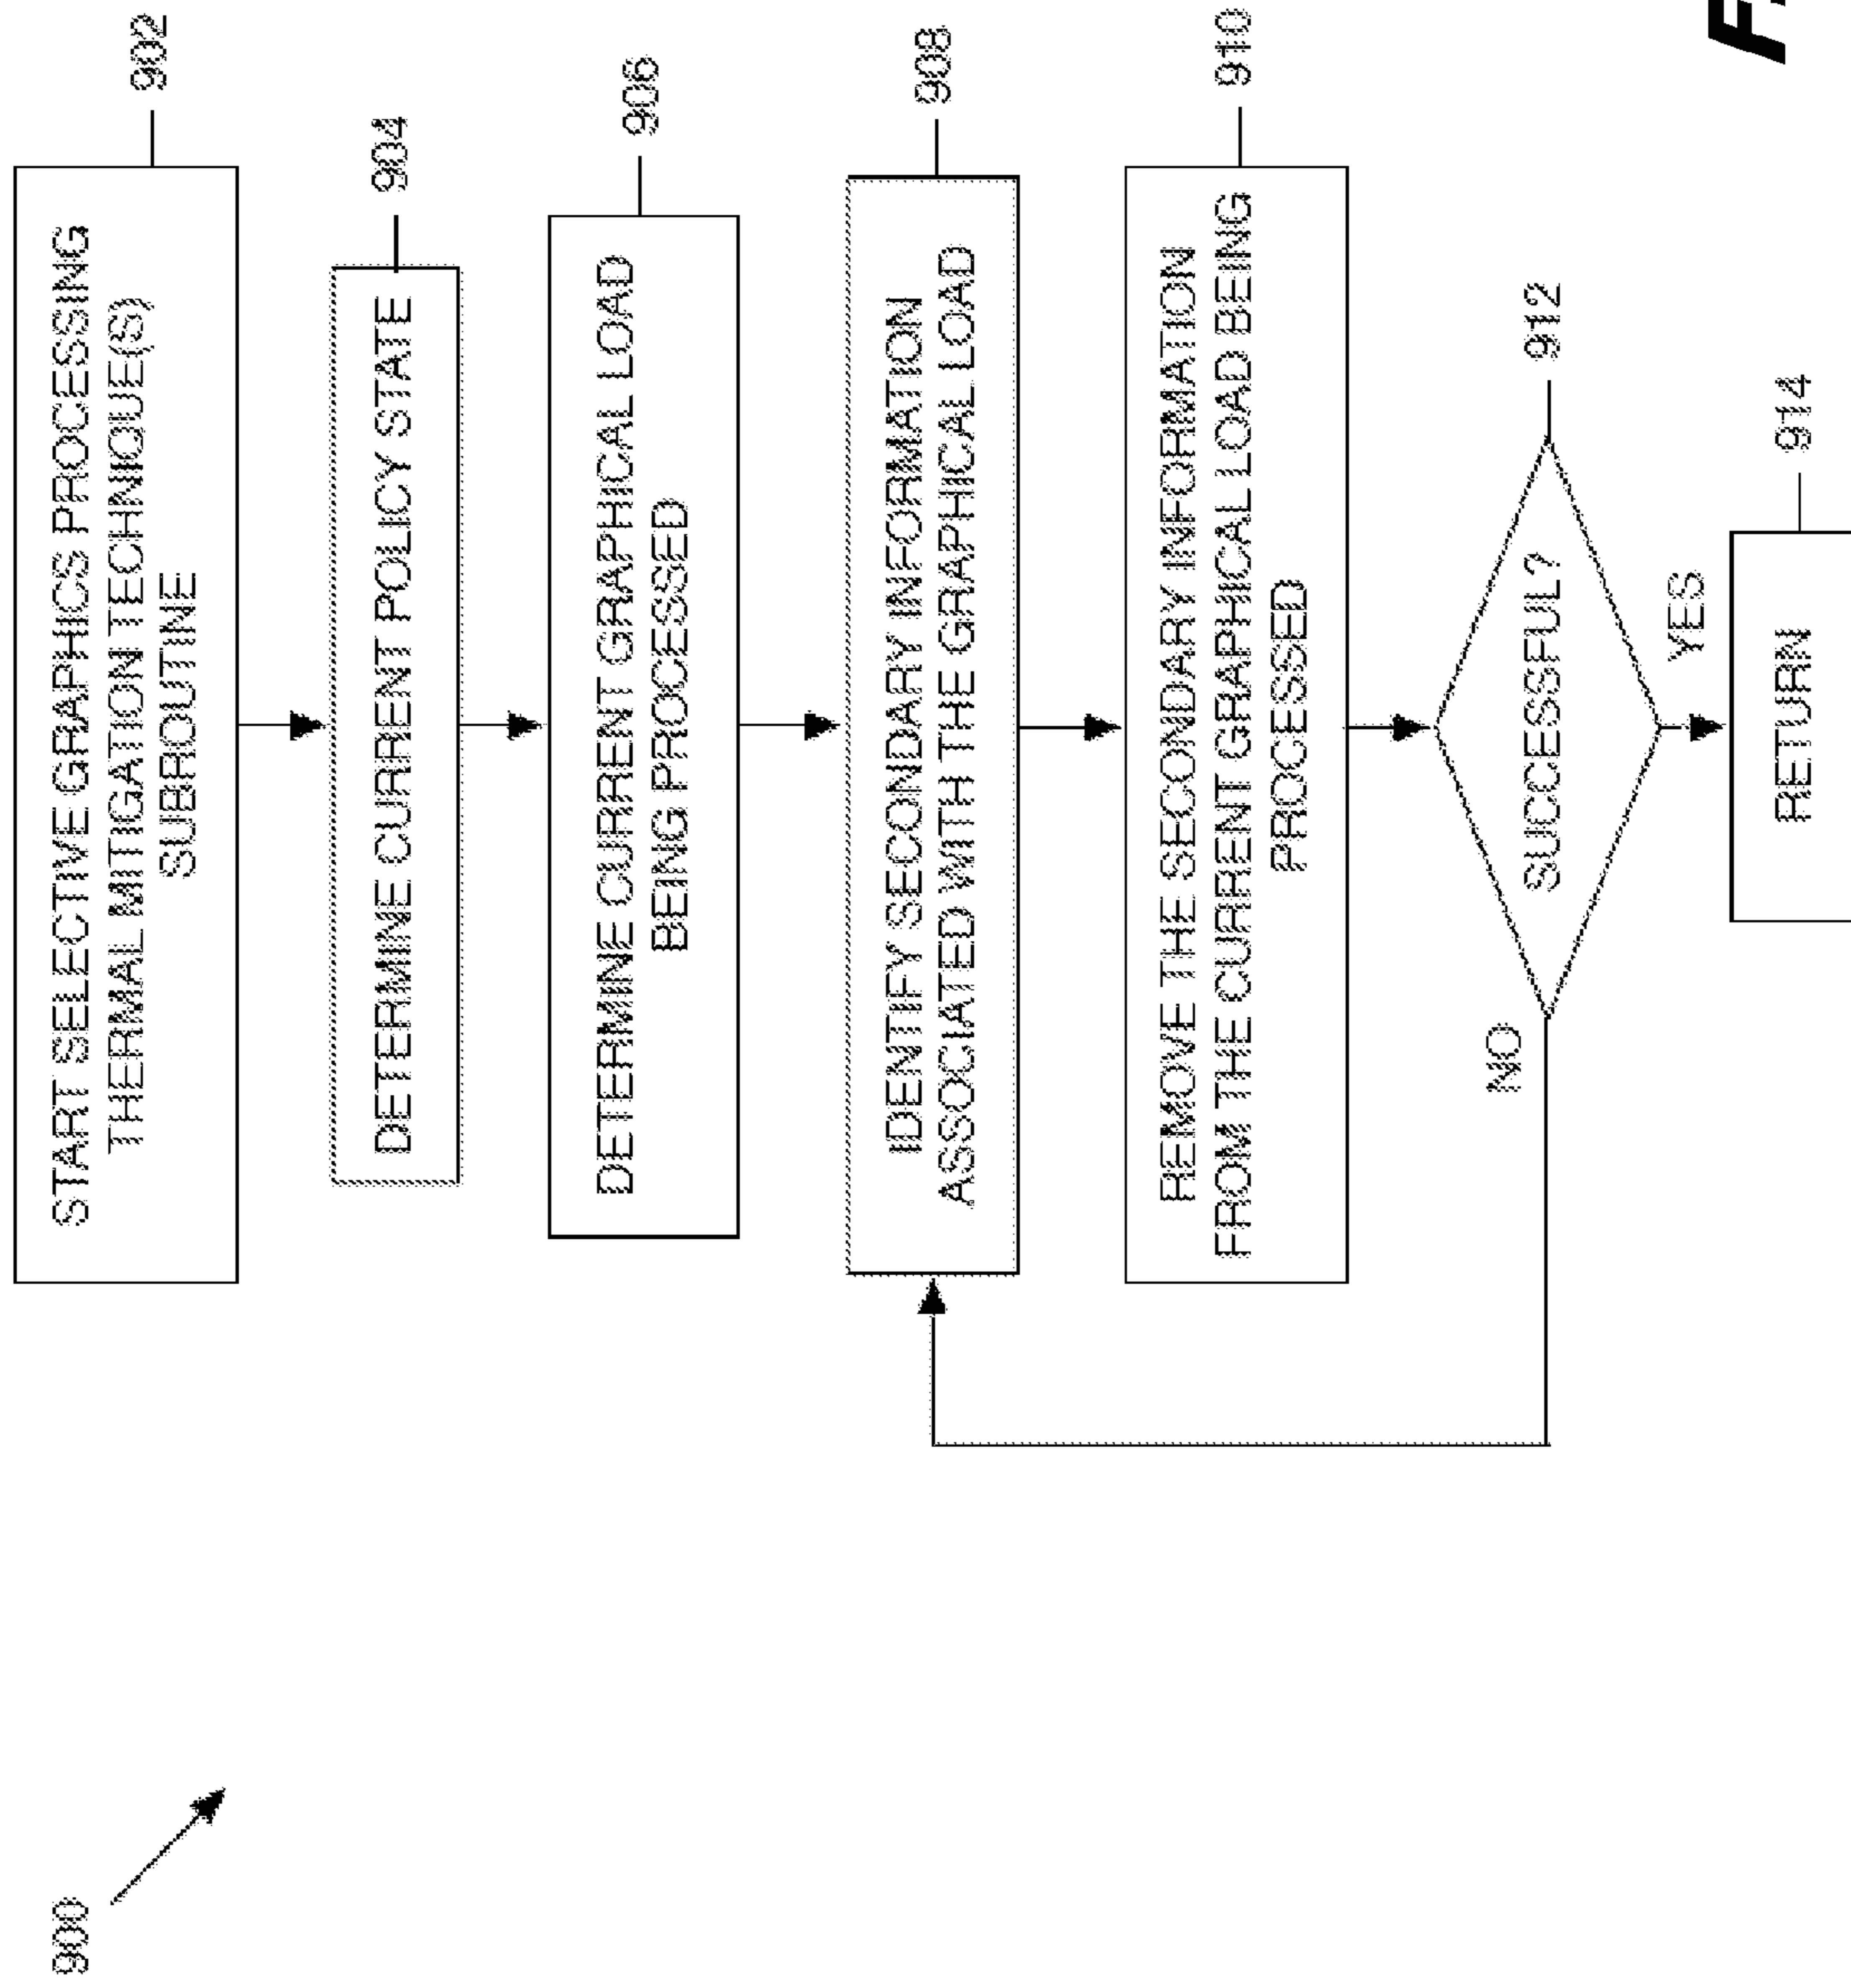 900
START SELECTIVE GRAPHICS PROCESSING
THERMAL MITIGATION TECHNIQUE(S)
SUBROUTINE
902
DETERMINE CURRENT POLICY STATE
904
DETERMINE CURRENT GRAPHICAL LOAD
BEING PROCESSED
906
IDENTIFY SECONDARY INFORMATION
ASSOCIATED WITH THE GRAPHICAL LOAD
908
REMOVE THE SECONDARY INFORMATION
FROM THE CURRENT GRAPHICAL LOAD BEING
PROCESSED
910
SUCCESSFUL?
912
NO
YES
RETURN
914